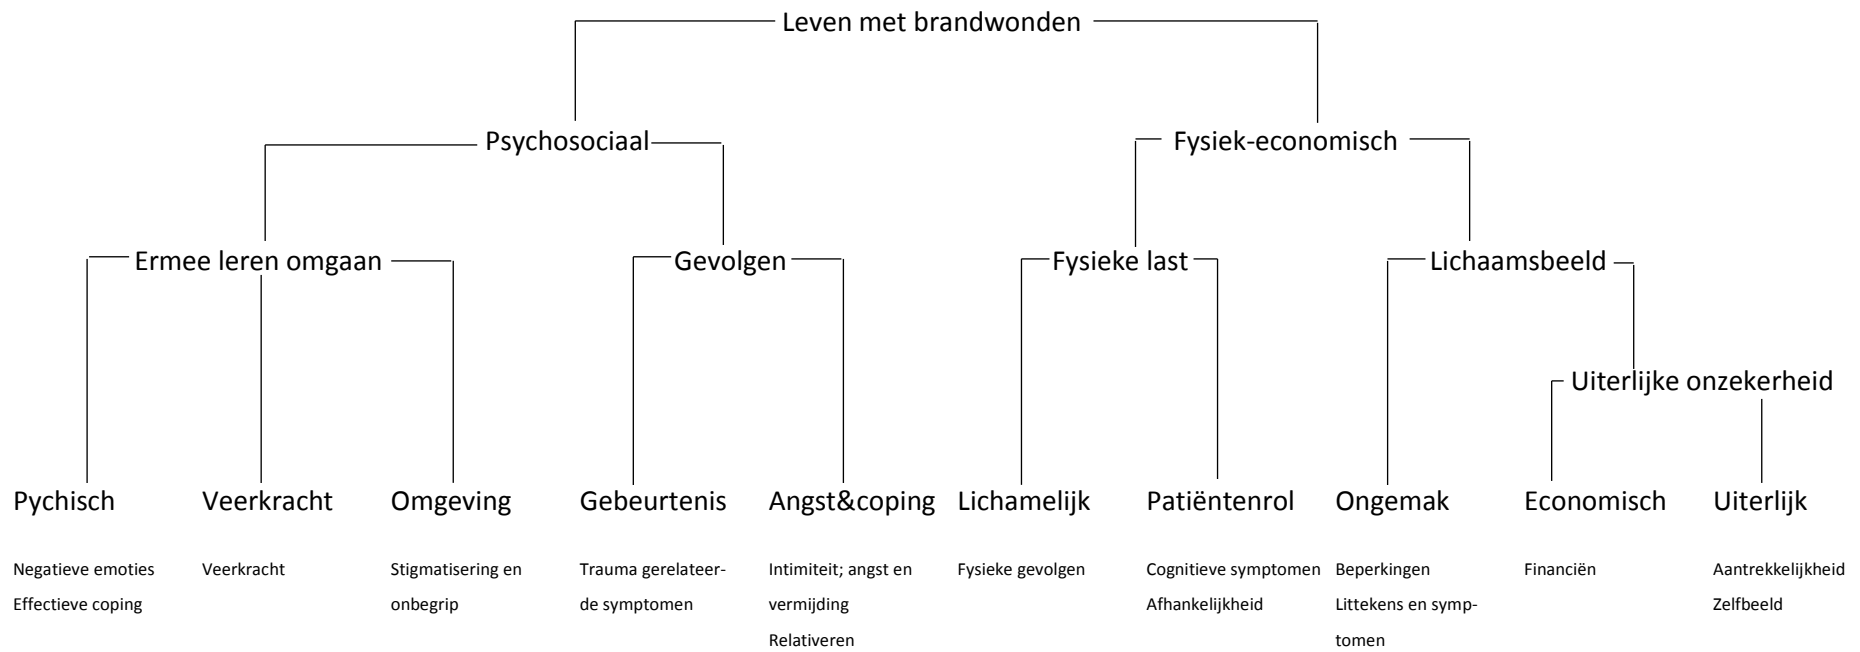 Leven met brandwonden
Psychosociaal
Fysiek-economisch
Ermee leren omgaan
Gevolgen
Fysieke last
Lichaamsbeeld
Uiterlijke onzekerheid
Pychisch
Veerkracht
Omgeving
Gebeurtenis
Angst&coping
Lichamelijk
Patiëntenrol
Ongemak
Economisch
Uiterlijk
Negatieve emoties
Effectieve coping
Veerkracht
Stigmatisering en
onbegrip
Trauma gerelateer-
de symptomen
Intimiteit; angst en
vermijding
Relativeren
Fysieke gevolgen
Cognitieve symptomen
Afhankelijkheid
Beperkingen
Littekens en symp-
tomen
Financiën
Aantrekkelijkheid
Zelfbeeld